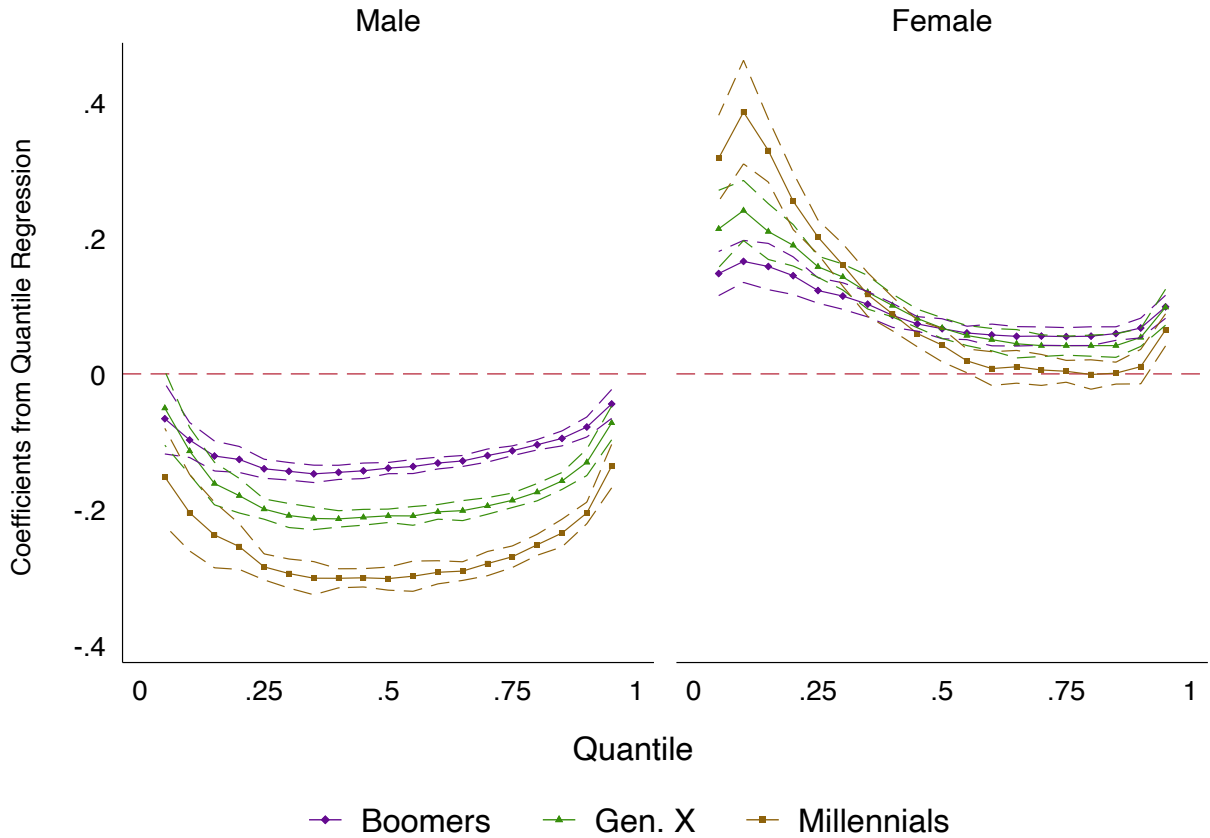 Male Female
Coefficients from Quantile Regression
.4
.2
0
-.2
-.4
0 .25 .5 .75 1 0 .25 .5 .75 1
Quantile
Boomers Gen. X Millennials